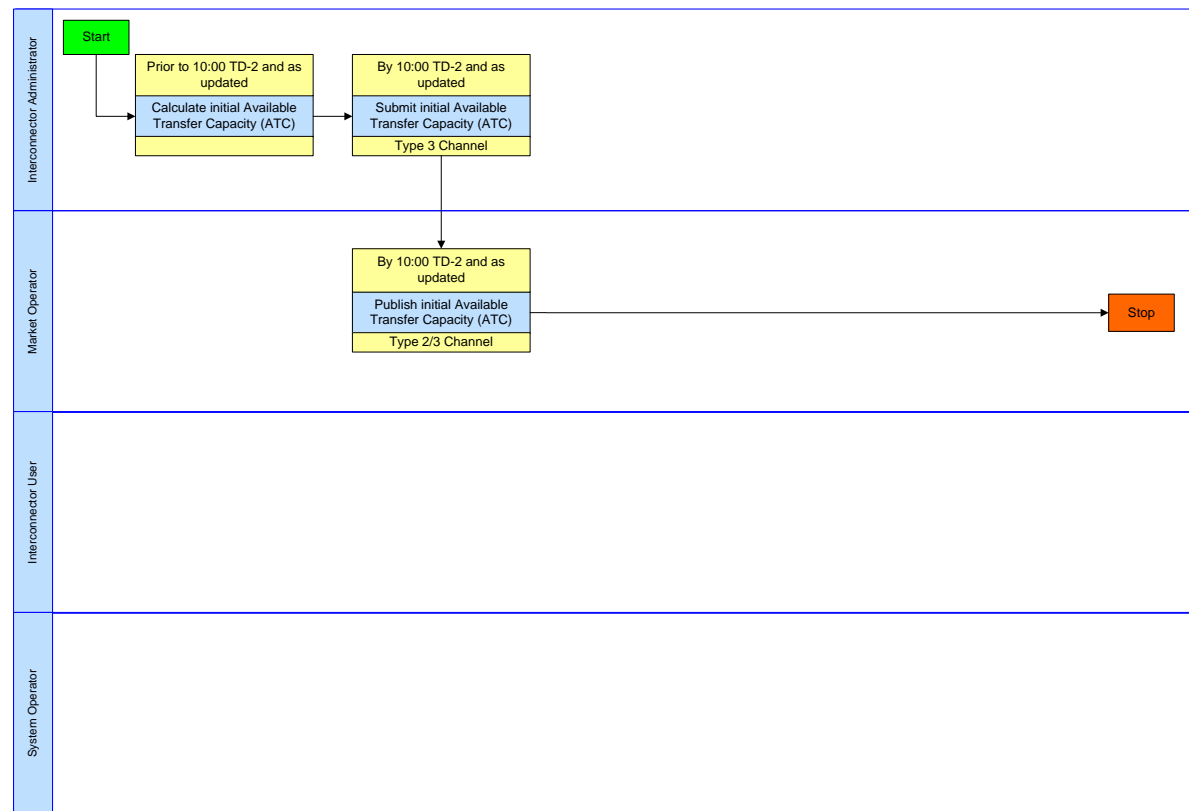 Interconnector Administrator
Start
Prior to 10:00 TD-2 and as
updated
Calculate initial Available
Transfer Capacity (ATC)
By 10:00 TD-2 and as
updated
Submit initial Available
Transfer Capacity (ATC)
Type 3 Channel
Market Operator
By 10:00 TD-2 and as
updated
Publish initial Available
Transfer Capacity (ATC)
Type 2/3 Channel
Stop
Interconnector User
System Operator